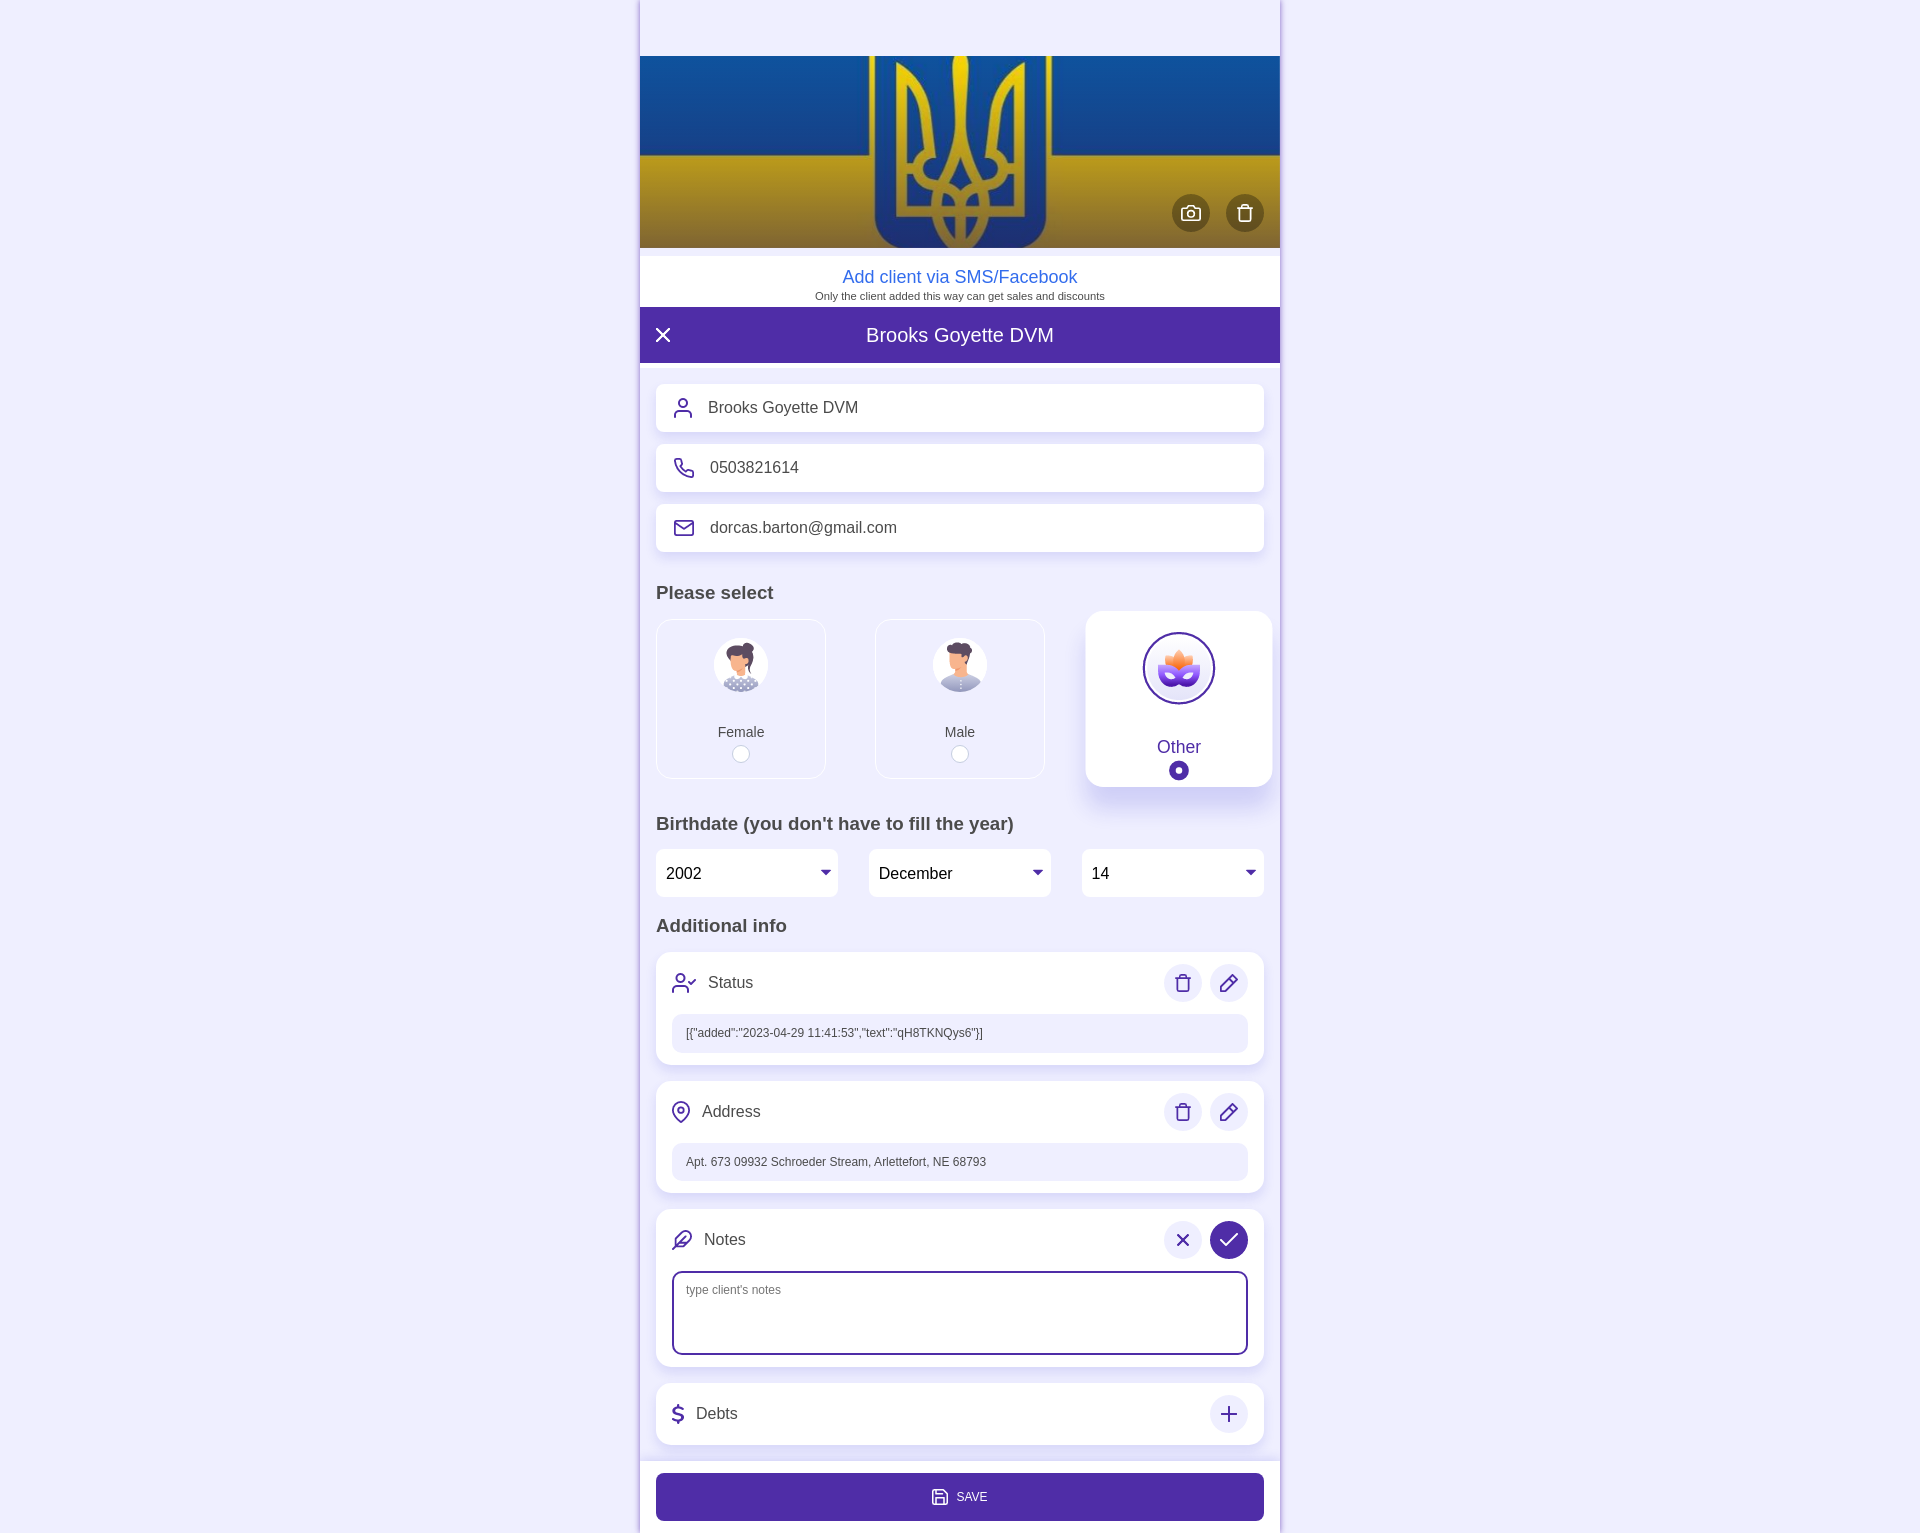 Add client via SMS/Facebook
Only the client added this way can get sales and discounts
Brooks Goyette DVM
Brooks Goyette DVM
0503821614
dorcas.barton@gmail.com
Please select
Female
Male
Other
Birthdate (you don't have to fill the year)
2002
December
14
Additional info
Status
[{"added":"2023-04-29 11:41:53","text":"qH8TKNQys6"}]
Address
Apt. 673 09932 Schroeder Stream, Arlettefort, NE 68793
Notes
type client's notes
Debts
SAVE